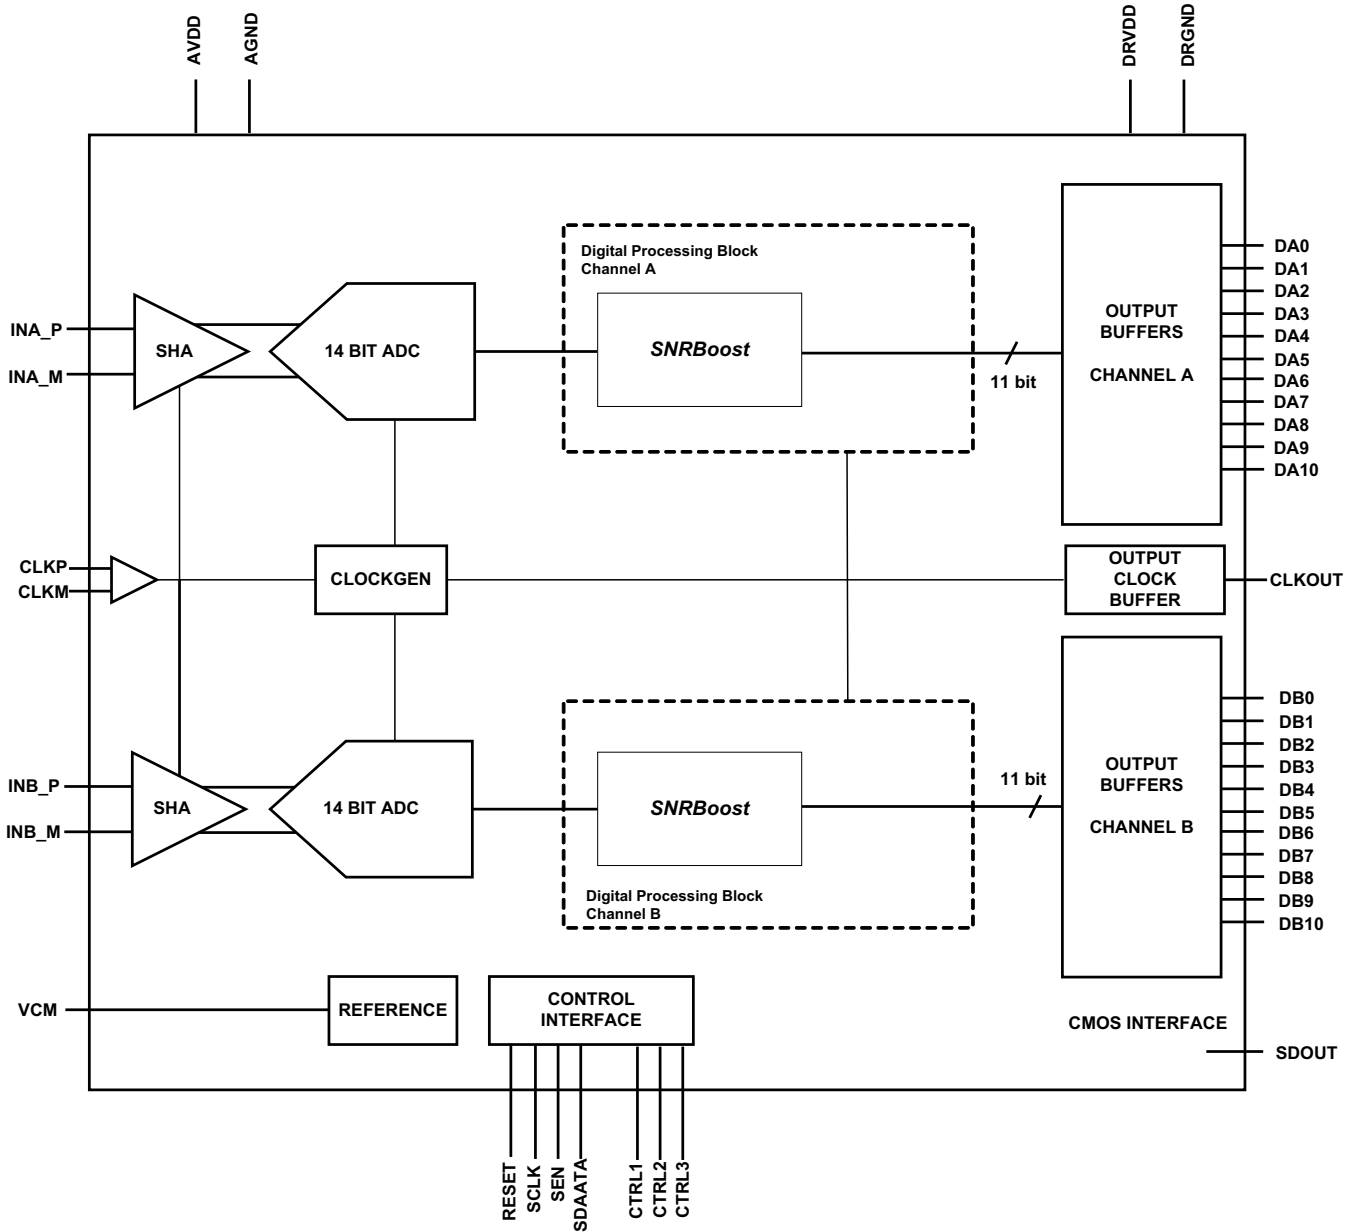 AVDD
AGND
DRVDD
DRGND
Digital Processing Block
Channel A
INA_P
INA_M
SHA
14 BIT ADC
SNRBoost
11 bit
OUTPUT
BUFFERS
CHANNEL A
DA0
DA1
DA2
DA3
DA4
DA5
DA6
DA7
DA8
DA9
DA10
CLKP
CLKM
CLOCKGEN
OUTPUT
CLOCK
BUFFER
CLKOUT
INB_P
INB_M
SHA
14 BIT ADC
SNRBoost
Digital Processing Block
Channel B
11 bit
OUTPUT
BUFFERS
CHANNEL B
DB0
DB1
DB2
DB3
DB4
DB5
DB6
DB7
DB8
DB9
DB10
VCM
REFERENCE
CONTROL
INTERFACE
CMOS INTERFACE
SDOUT
RESET
SCLK
SEN
SDAATA
CTRL1
CTRL2
CTRL3